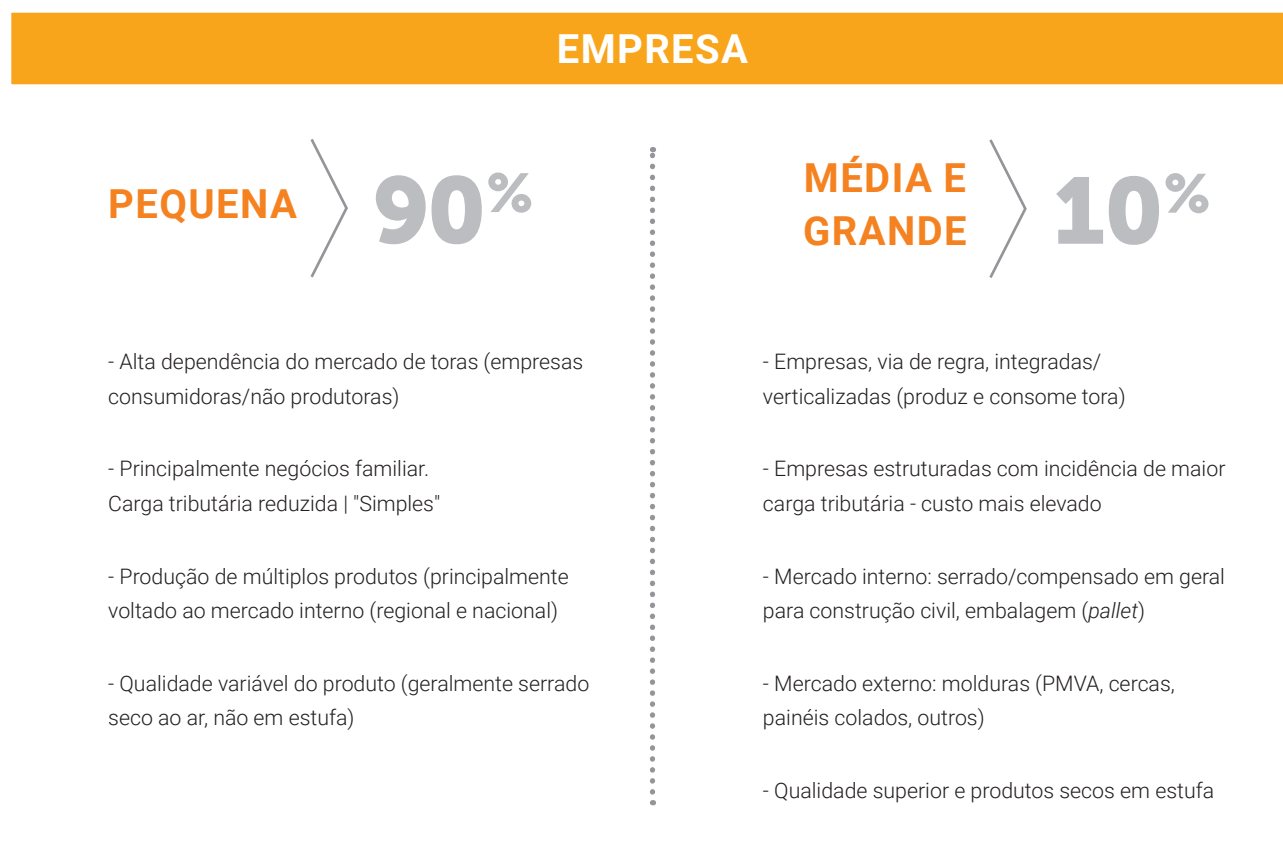 EMPRESA
PEQUENA
90%
- Alta dependência do mercado de toras (empresas
consumidoras/não produtoras)
- Principalmente negócios familiar.
Carga tributária reduzida | "Simples"
- Produção de múltiplos produtos (principalmente
voltado ao mercado interno (regional e nacional)
- Qualidade variável do produto (geralmente serrado
seco ao ar, não em estufa)
MÉDIA E
GRANDE
10%
- Empresas, via de regra, integradas/
verticalizadas (produz e consome tora)
- Empresas estruturadas com incidência de maior
carga tributária - custo mais elevado
- Mercado interno: serrado/compensado em geral
para construção civil, embalagem (pallet)
- Mercado externo: molduras (PMVA, cercas,
painéis colados, outros)
- Qualidade superior e produtos secos em estufa